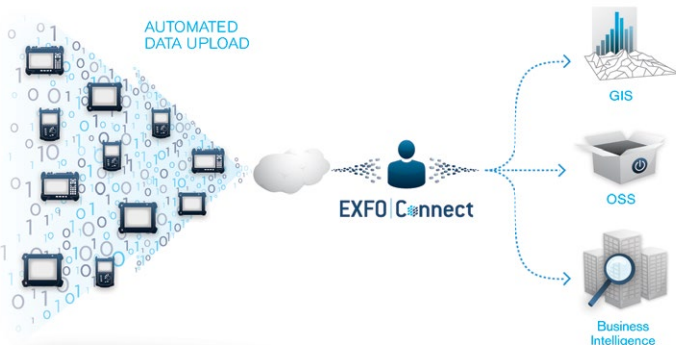 AUTOMATED
DATA UPLOAD
EXFO|Connect
GIS
OSS
Business
Intelligence